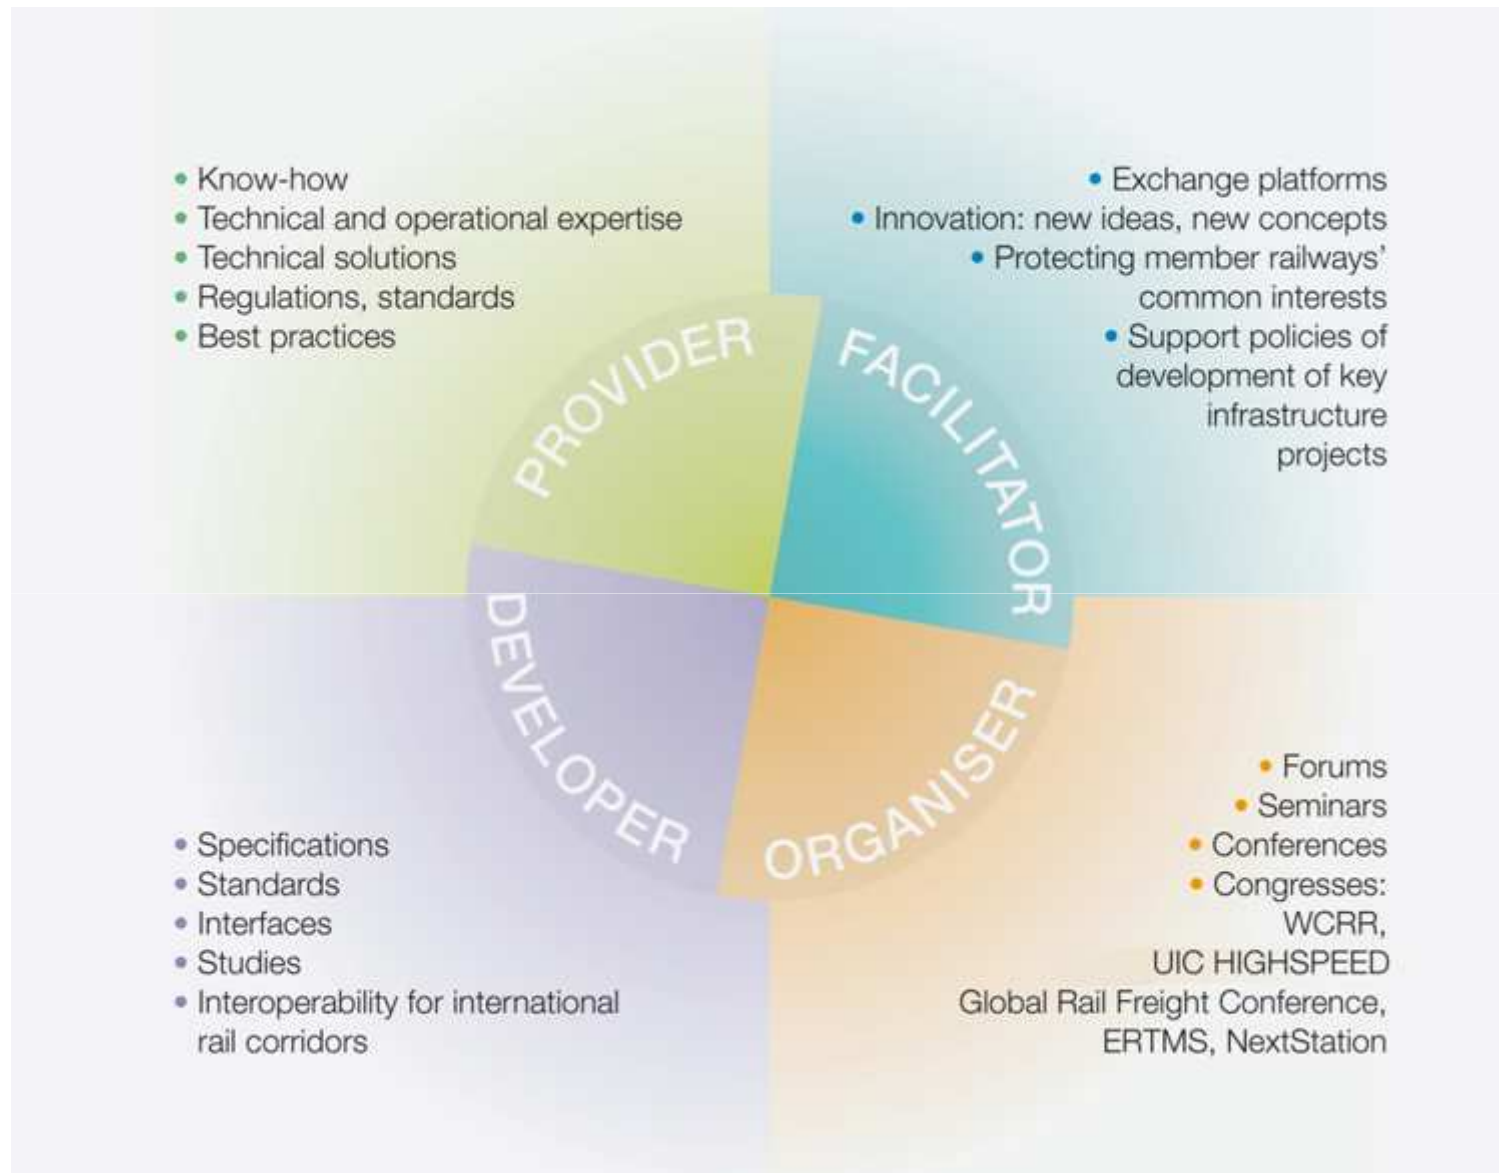 • Know-how
• Technical and operational expertise
• Technical solutions
• Regulations, standards
• Best practices
• Exchange platforms
• Innovation: new ideas, new concepts
• Protecting member railways’
common interests
• Support policies of
development of key
infrastructure
projects
PROVIDER
FACILITATOR
DEVELOPER
ORGANISER
• Specifications
• Standards
• Interfaces
• Studies
• Interoperability for international
rail corridors
• Forums
• Seminars
• Conferences
• Congresses:
WCRR,
UIC HIGHSPEED
Global Rail Freight Conference,
ERTMS, NextStation